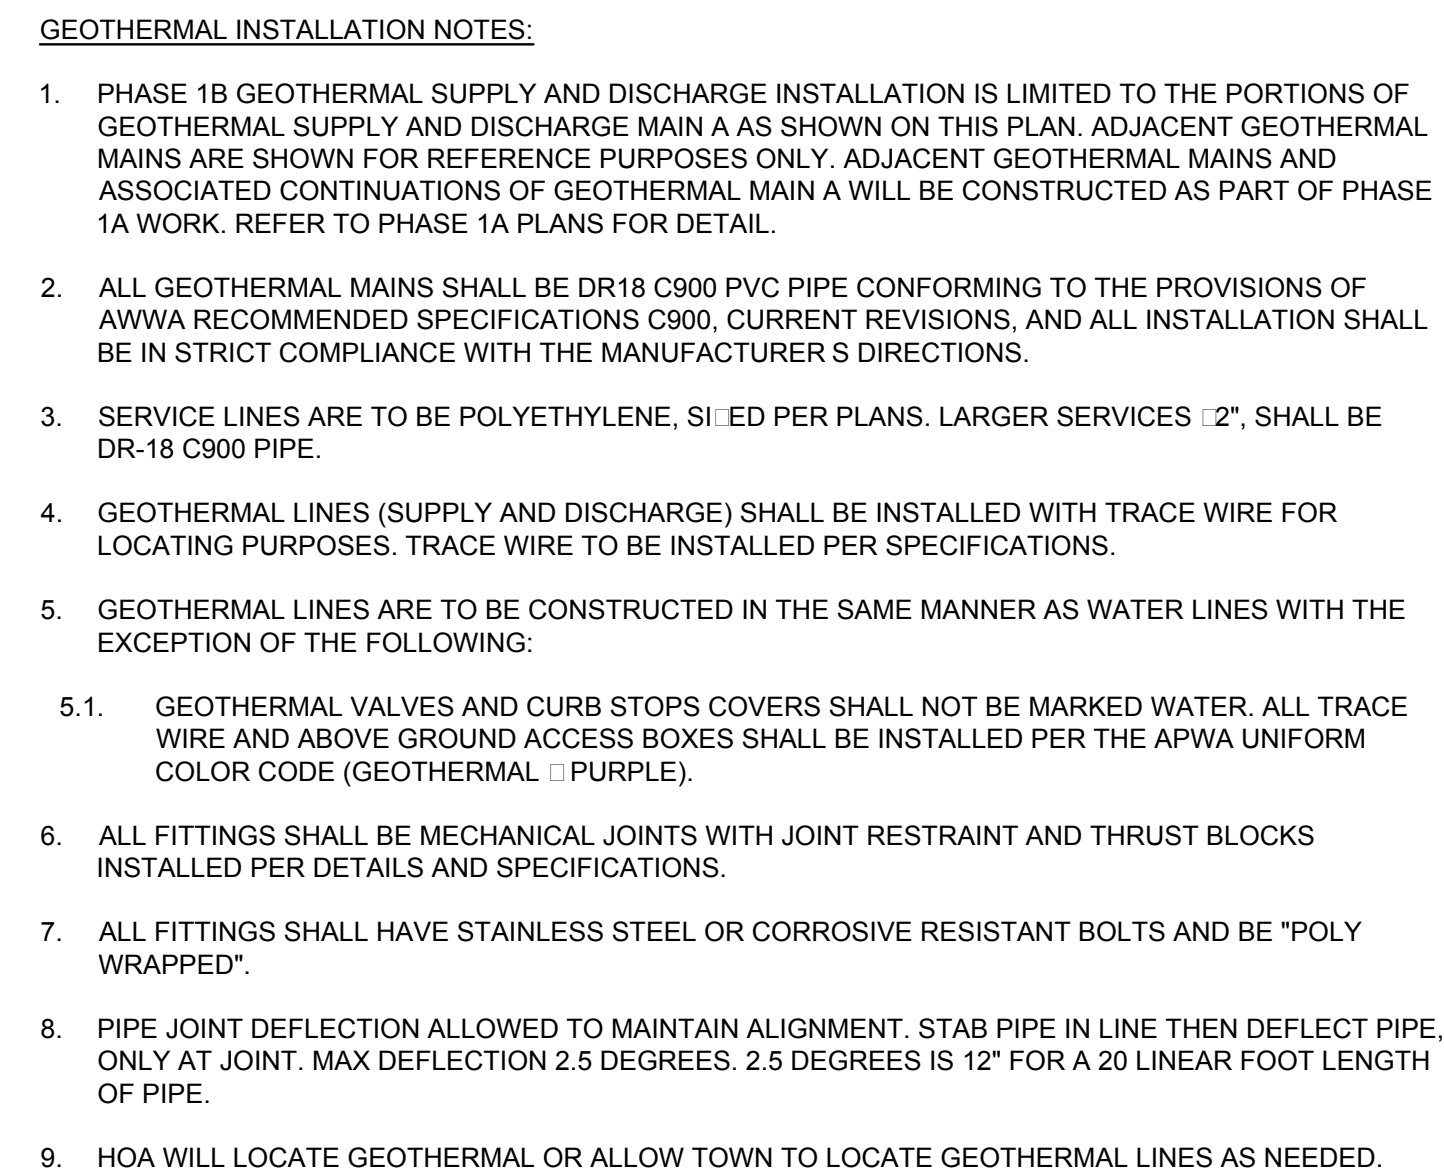 GEOTHERMAL INSTALLATION NOTES:
1. PHASE 1B GEOTHERMAL SUPPLY AND DISCHARGE INSTALLATION IS LIMITED TO THE PORTIONS OF
GEOTHERMAL SUPPLY AND DISCHARGE MAIN A AS SHOWN ON THIS PLAN. ADJACENT GEOTHERMAL
MAINS ARE SHOWN FOR REFERENCE PURPOSES ONLY. ADJACENT GEOTHERMAL MAINS AND
ASSOCIATED CONTINUATIONS OF GEOTHERMAL MAIN A WILL BE CONSTRUCTED AS PART OF PHASE
1A WORK. REFER TO PHASE 1A PLANS FOR DETAIL.
2. ALL GEOTHERMAL MAINS SHALL BE DR18 C900 PVC PIPE CONFORMING TO THE PROVISIONS OF
AWWA RECOMMENDED SPECIFICATIONS C900, CURRENT REVISIONS, AND ALL INSTALLATION SHALL
BE IN STRICT COMPLIANCE WITH THE MANUFACTURER S DIRECTIONS.
3. SERVICE LINES ARE TO BE POLYETHYLENE, SI□ED PER PLANS. LARGER SERVICES □2", SHALL BE
DR-18 C900 PIPE.
4. GEOTHERMAL LINES (SUPPLY AND DISCHARGE) SHALL BE INSTALLED WITH TRACE WIRE FOR
LOCATING PURPOSES. TRACE WIRE TO BE INSTALLED PER SPECIFICATIONS.
5. GEOTHERMAL LINES ARE TO BE CONSTRUCTED IN THE SAME MANNER AS WATER LINES WITH THE
EXCEPTION OF THE FOLLOWING:
5.1. GEOTHERMAL VALVES AND CURB STOPS COVERS SHALL NOT BE MARKED WATER. ALL TRACE
WIRE AND ABOVE GROUND ACCESS BOXES SHALL BE INSTALLED PER THE APWA UNIFORM
COLOR CODE (GEOTHERMAL □ PURPLE).
6. ALL FITTINGS SHALL BE MECHANICAL JOINTS WITH JOINT RESTRAINT AND THRUST BLOCKS
INSTALLED PER DETAILS AND SPECIFICATIONS.
7. ALL FITTINGS SHALL HAVE STAINLESS STEEL OR CORROSIVE RESISTANT BOLTS AND BE "POLY
WRAPPED".
8. PIPE JOINT DEFLECTION ALLOWED TO MAINTAIN ALIGNMENT. STAB PIPE IN LINE THEN DEFLECT PIPE,
ONLY AT JOINT. MAX DEFLECTION 2.5 DEGREES. 2.5 DEGREES IS 12" FOR A 20 LINEAR FOOT LENGTH
OF PIPE.
9. HOA WILL LOCATE GEOTHERMAL OR ALLOW TOWN TO LOCATE GEOTHERMAL LINES AS NEEDED.